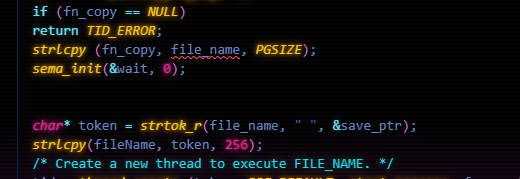 if (fn_copy == NULL)
return TID_ERROR;
strlcpy (fn_copy, file_name, PGSIZE);
sema_init(&wait, 0);
char* token = strtok_r(file_name, " ", &save_ptr);
strlcpy(fileName, token, 256);
/* Create a new thread to execute FILE_NAME. */